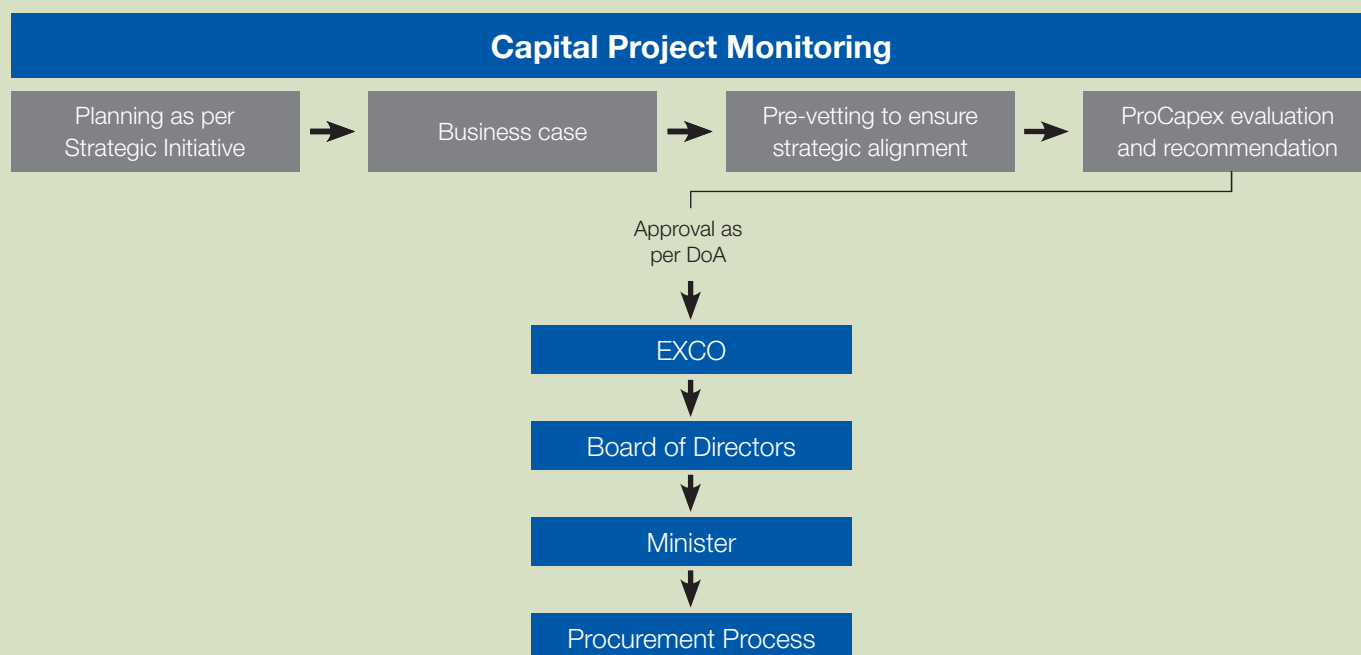 Capital Project Monitoring
Planning as per
Strategic Initiative
Business case
Pre-vetting to ensure
strategic alignment
ProCapex evaluation
and recommendation
Approval as
per DoA
EXCO
Board of Directors
Minister
Procurement Process